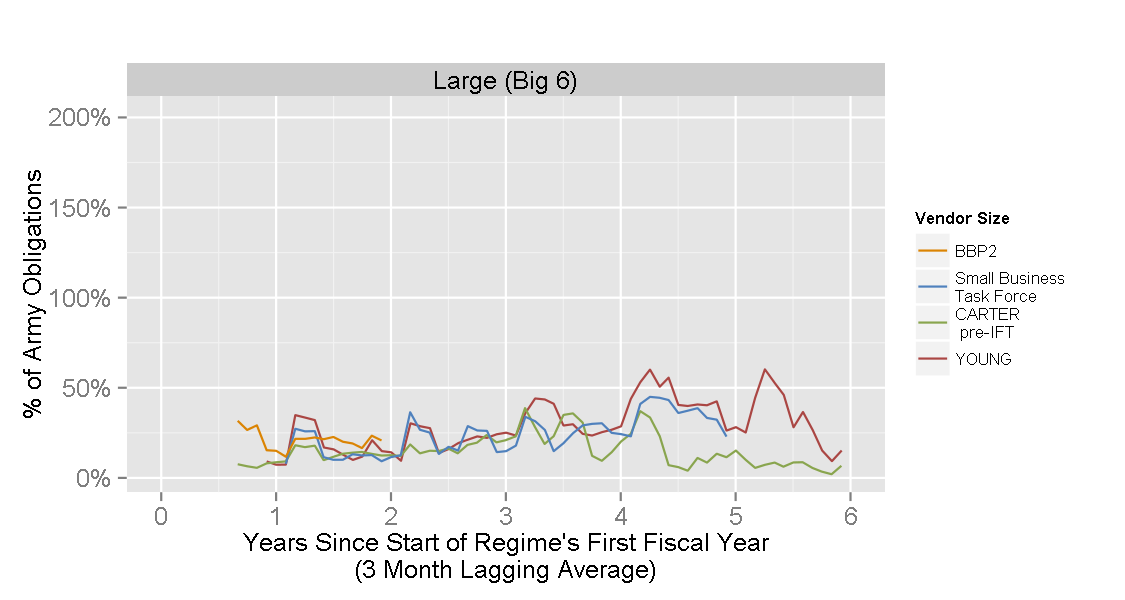 Large (Big 6)
200%
150%
100%
50%
0%
% of Army Obligations
0 1 2 3 4 5 6
Years Since Start of Regime's First Fiscal Year
(3 Month Lagging Average)
Vendor Size
BBP2
Small Business
Task Force
CARTER
pre-IFT
YOUNG